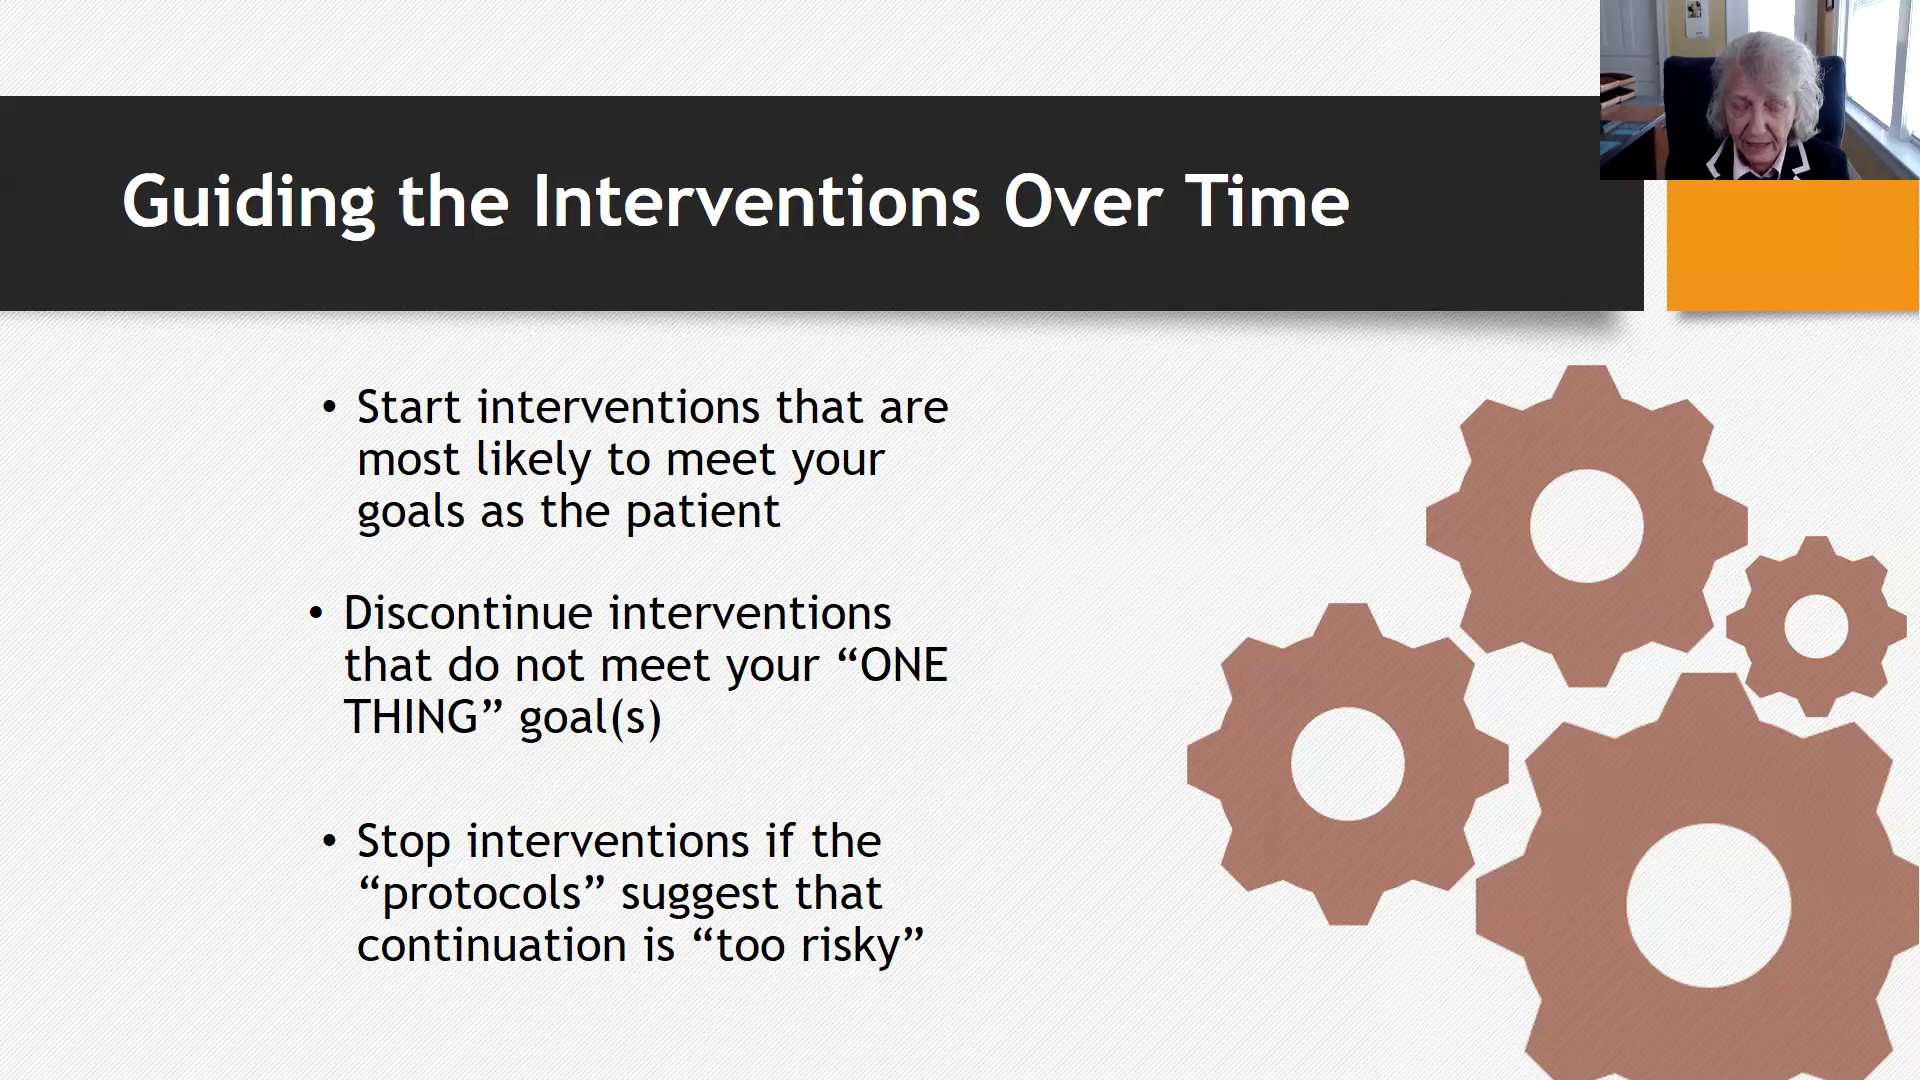 Guiding the Interventions Over Time
• Start interventions that are
most likely to meet your
goals as the patient
• Discontinue interventions
that do not meet your “ONE
THING” goal(s)
• Stop interventions if the
“protocols” suggest that
continuation is “too risky”